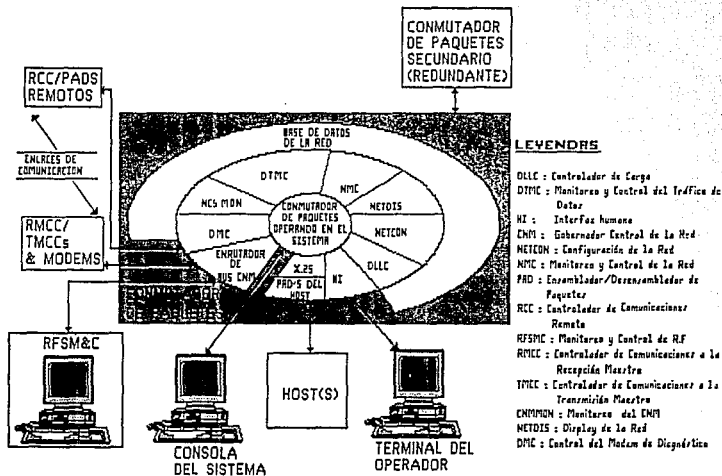 CONMUTADOR
DE PAQUETES
SECUNDARIO
(REDUNDANTE)
RCC/PADS
REMOTOS
ENLACES DE
COMUNICACION
RMCC/
TMCCs
& MODEMS
BASE DE DATOS
DE LA RED
DTMC
NMC
NCS MON
NETDIS
CONMUTADOR
DE PAQUETES
OPERANDO EN EL
SISTEMA
DMC
NETCON
ENRUTADOR
DE
BUS CNM
X.25
PAD'S DEL
HOST
HI
DLLC
RFSM&C
CONSOLA
DEL SISTEMA
HOST(S)
TERMINAL DEL
OPERADOR
LEYENDAS
DLLC : Controlador de Carga
DTMC : Monitoreo y Control del Tráfico de
Datos
HI : Interfaz humana
CNM : Gobernador Central de la Red
NETCON : Configuración de la Red
NMC : Monitoreo y Control de la Red
PAD : Ensamblador/Desensamblador de
Paquetes
RCC : Controlador de Comunicaciones
Remoto
RFSMC : Monitoreo y Control de R.F
RMCC : Controlador de Comunicaciones a la
Recepción Maestra
TMCC : Controlador de Comunicaciones a la
Transmisión Maestra
CNMMON : Monitoreo del CNM
NETDIS : Display de la Red
DMC : Control del Modem de Diagnóstico